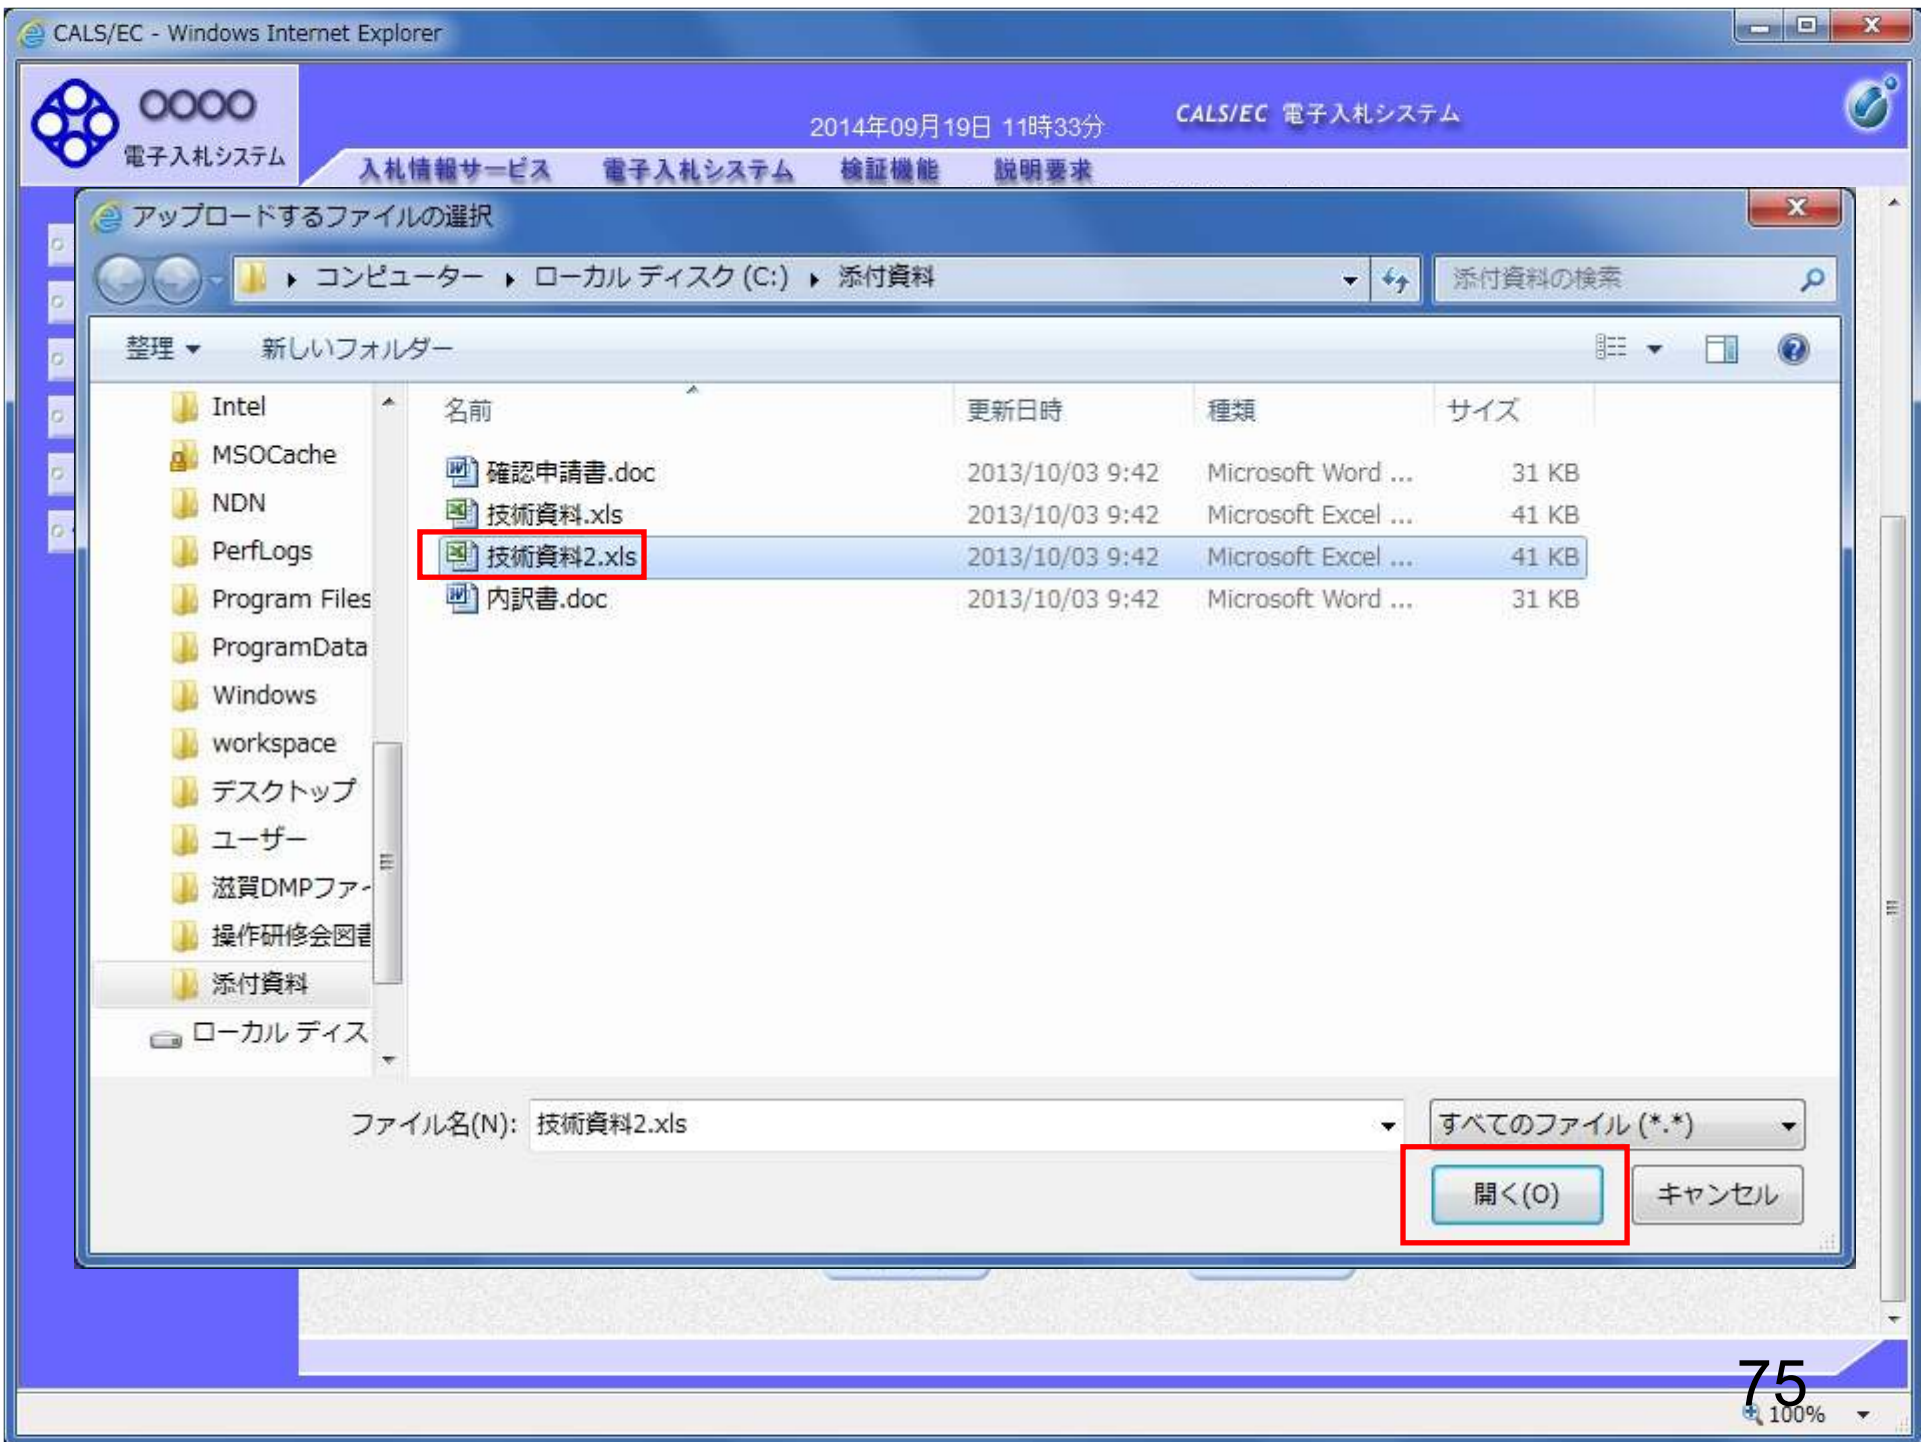 CALS/EC - Windows Internet Explorer
OOOO
電子入札システム
2014年09月19日 11時33分
CALS/EC 電子入札システム
入札情報サービス 電子入札システム 検証機能 説明要求
アップロードするファイルの選択
コンピューター ローカル ディスク (C:) 添付資料
添付資料の検索
整理 新しいフォルダー
名前 更新日時 種類 サイズ
確認申請書.doc 2013/10/03 9:42 Microsoft Word ... 31 KB
技術資料.xls 2013/10/03 9:42 Microsoft Excel ... 41 KB
技術資料2.xls 2013/10/03 9:42 Microsoft Excel ... 41 KB
内訳書.doc 2013/10/03 9:42 Microsoft Word ... 31 KB
Intel
MSOCache
NDN
PerfLogs
Program Files
ProgramData
Windows
workspace
デスクトップ
ユーザー
滋賀DMPファイ
操作研修会図書
添付資料
ローカル ディス
ファイル名(N): 技術資料2.xls
すべてのファイル (*.*)
開く(O) キャンセル
75
100%